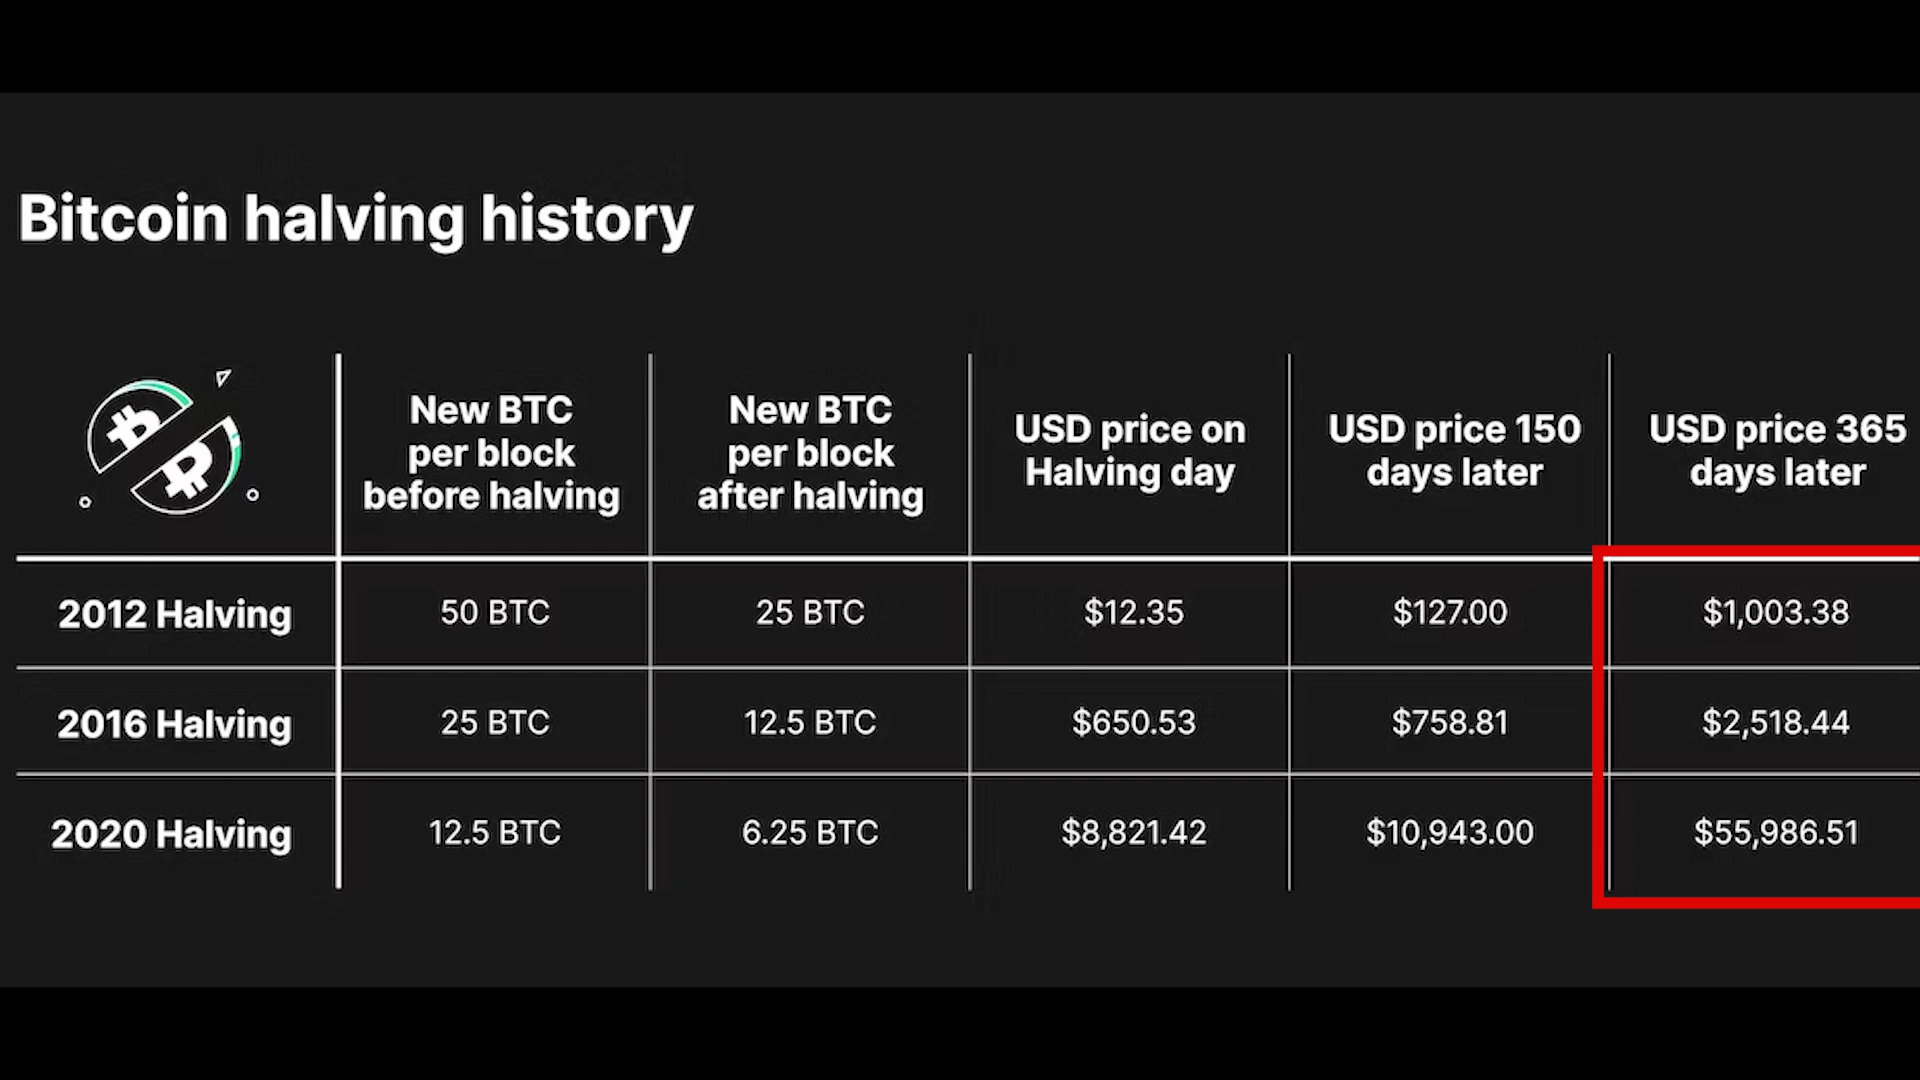 Bitcoin halving history
New BTC
per block
before halving
New BTC
per block
after halving
USD price on
Halving day
USD price 150
days later
USD price 365
days later
2012 Halving
50 BTC
25 BTC
$12.35
$127.00
$1,003.38
2016 Halving
25 BTC
12.5 BTC
$650.53
$758.81
$2,518.44
2020 Halving
12.5 BTC
6.25 BTC
$8,821.42
$10,943.00
$55,986.51